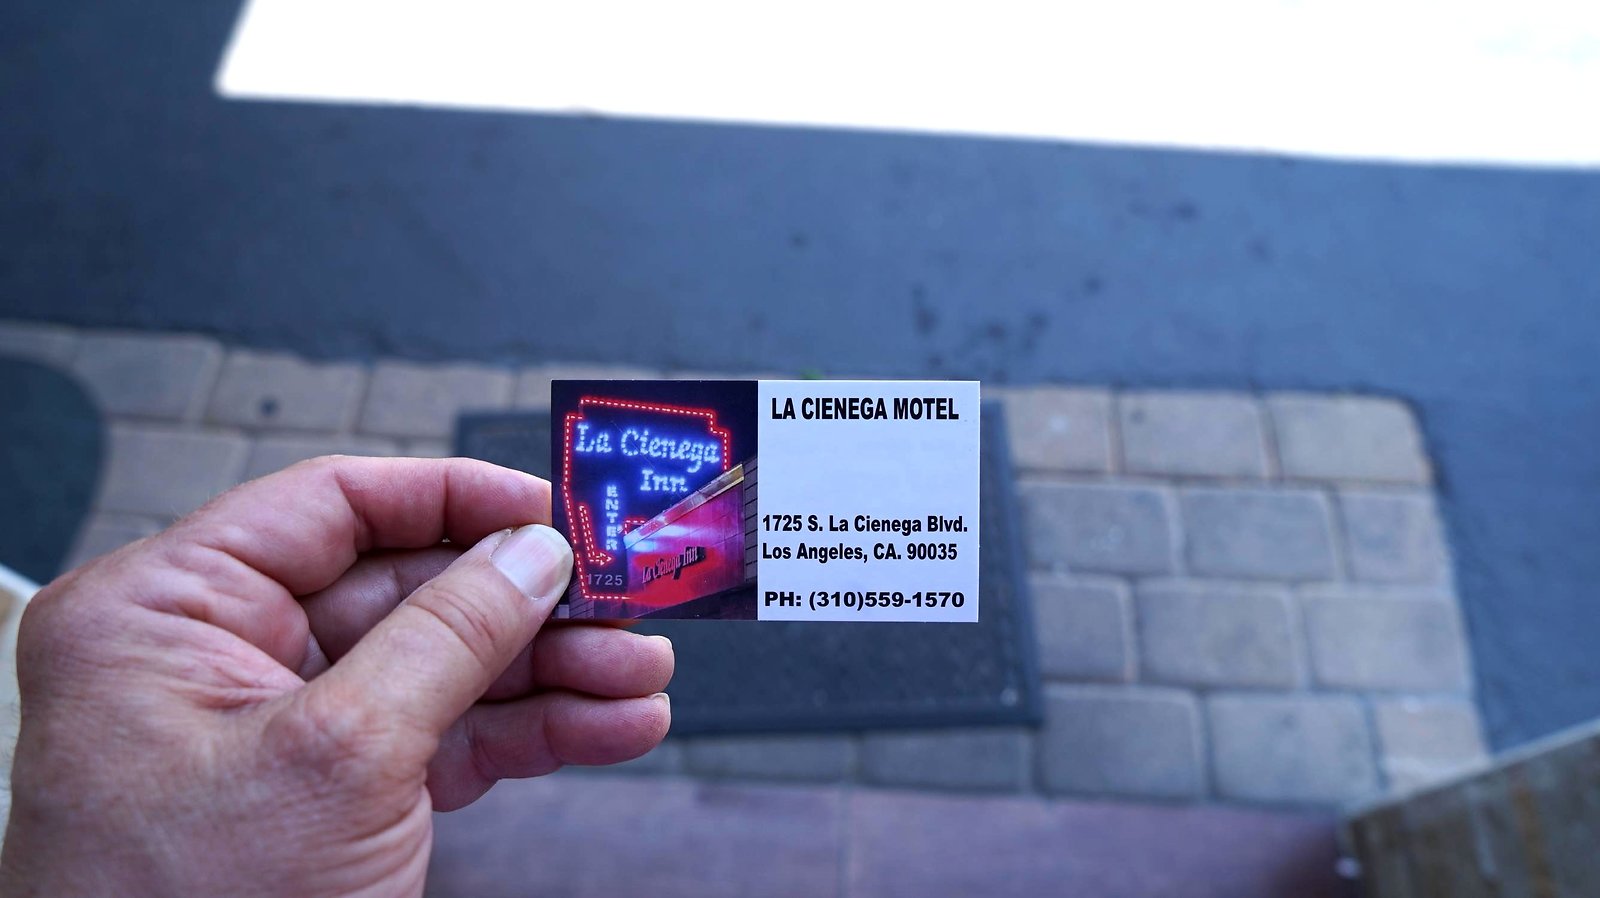 La Cienega
Inn
ENTER
1725
La Cienega Inn
LA CIENEGA MOTEL
1725 S. La Cienega Blvd.
Los Angeles, CA. 90035
PH: (310)559-1570